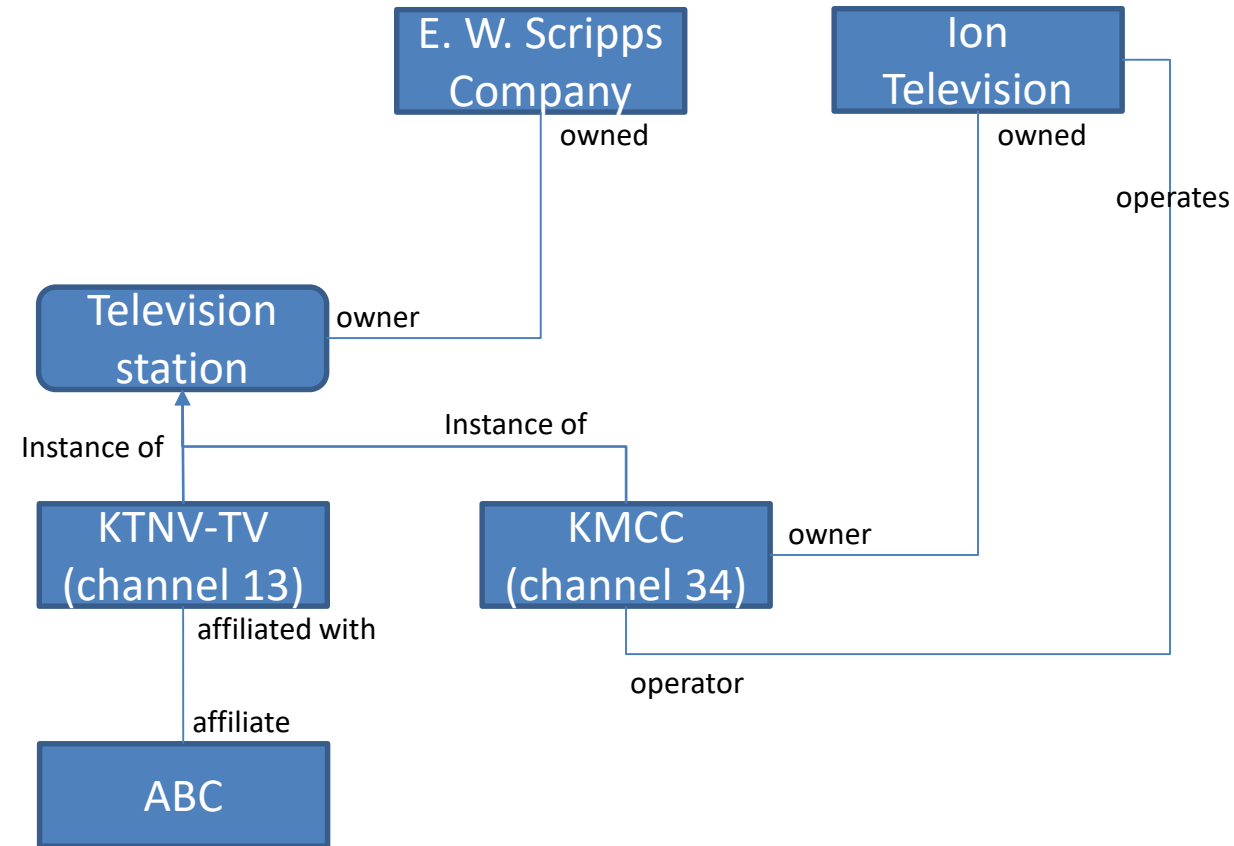 E. W. Scripps
Company
Ion
Television
owned
owned
operates
Television
station
owner
Instance of
Instance of
KTNV-TV
(channel 13)
KMCC
(channel 34)
owner
affiliated with
operator
affiliate
ABC